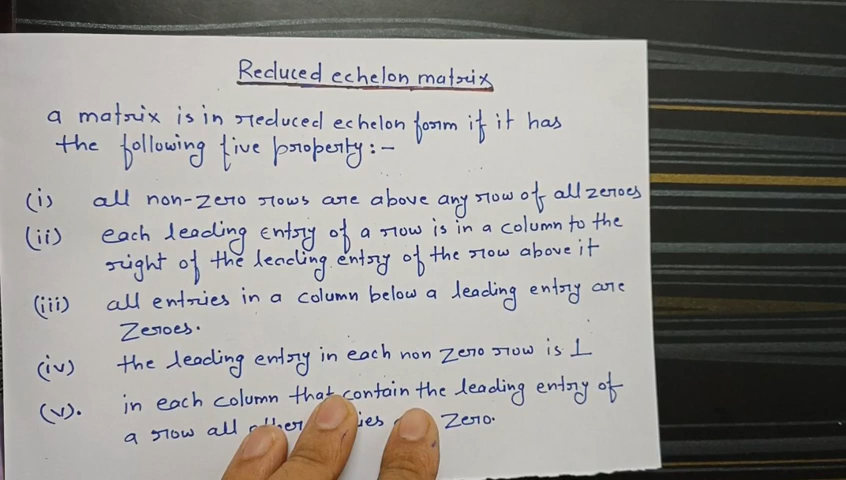 Reduced echelon matrix
a matrix is in reduced echelon form if it has
the following five property:-
(i) all non-zero rows are above any row of all zeroes
(ii) each leading entry of a row is in a column to the
right of the leading entry of the row above it
(iii) all entries in a column below a leading entry are
Zeroes.
(iv) the leading entry in each non zero row is 1
(v). in each column that contain the leading entry of
a row all Zero.